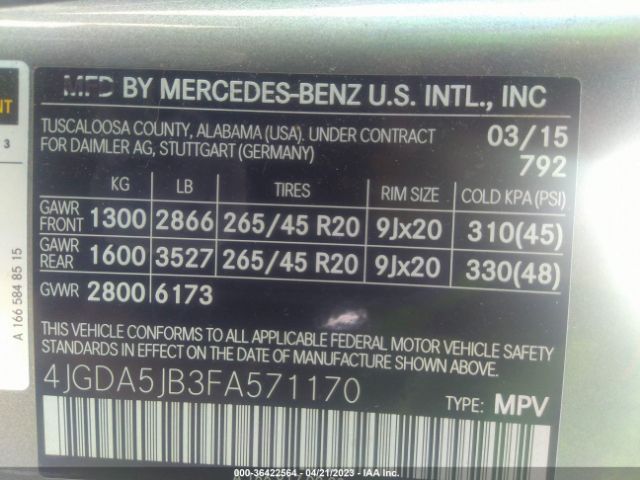 MFD BY MERCEDES-BENZ U.S. INTL., INC
TUSCALOOSA COUNTY, ALABAMA (USA). UNDER CONTRACT 03/15
FOR DAIMLER AG, STUTTGART (GERMANY) 792
KG LB TIRES RIM SIZE COLD KPA (PSI)
GAWR FRONT 1300 2866 265/45 R20 9Jx20 310(45)
GAWR REAR 1600 3527 265/45 R20 9Jx20 330(48)
GVWR 2800 6173
THIS VEHICLE CONFORMS TO ALL APPLICABLE FEDERAL MOTOR VEHICLE SAFETY
STANDARDS IN EFFECT ON THE DATE OF MANUFACTURE SHOWN ABOVE.
4JGDA5JB3FA571170 TYPE: MPV
NT
3
A 166 584 85 15
000-36422564 - 04/21/2023 - IAA Inc.